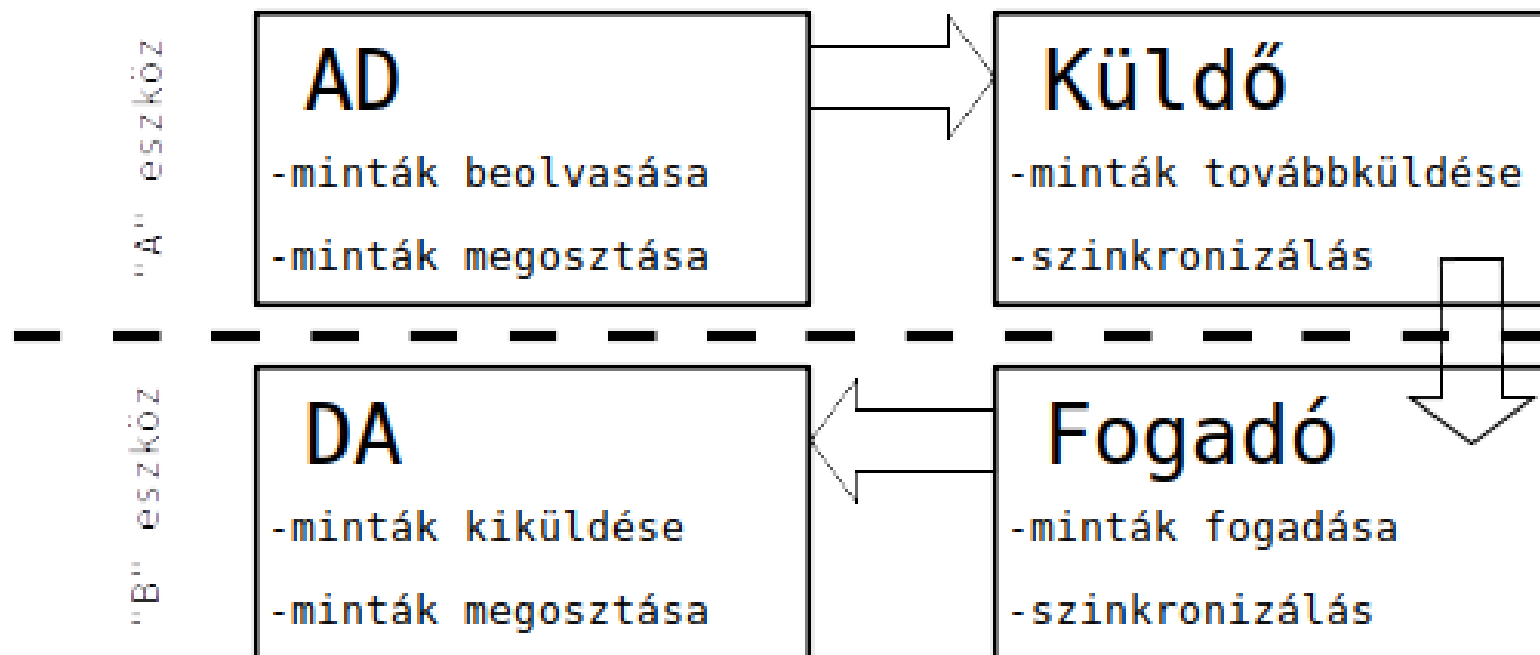 "A" eszköz
AD
-minták beolvasása
-minták megosztása
Küldő
-minták továbbküldése
-szinkronizálás
"B" eszköz
DA
-minták kiküldése
-minták megosztása
Fogadó
-minták fogadása
-szinkronizálás